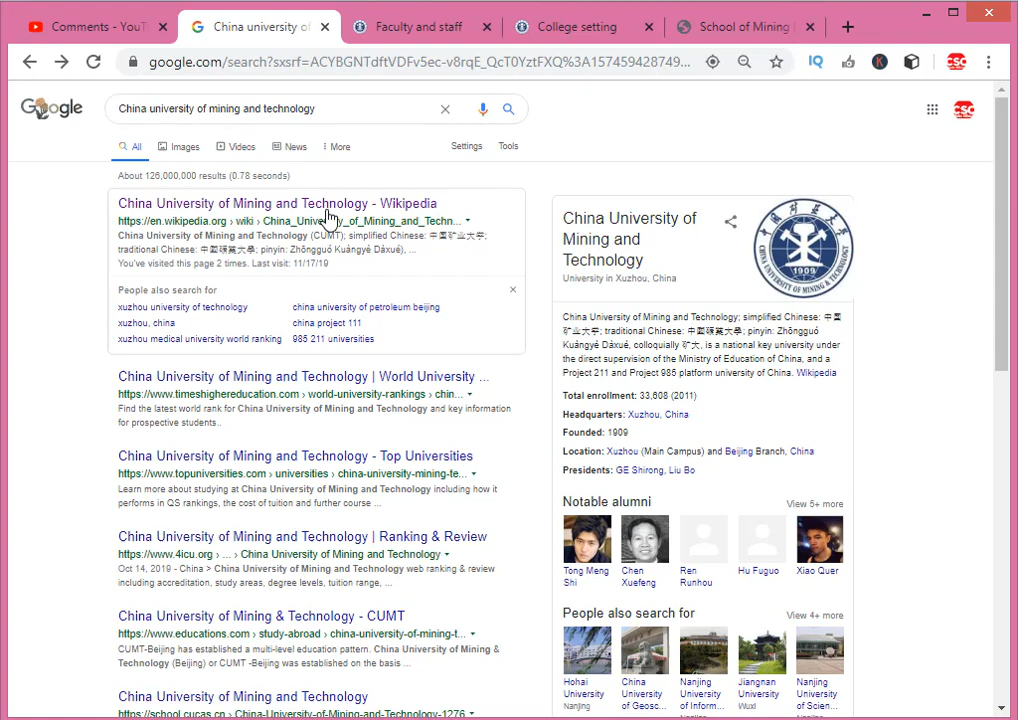 Comments - YouT
China university of
Faculty and staff
College setting
School of Mining
google.com/search?sxsrf=ACYBGNTdftVDFv5ec-v8rqE_QcT0YztFXQ%3A157459428749...
IQ
K
CSC
Google
China university of mining and technology
CSC
All
Images
Videos
News
More
Settings
Tools
About 126,000,000 results (0.78 seconds)
China University of Mining and Technology - Wikipedia
https://en.wikipedia.org › wiki › China_University_of_Mining_and_Techn...
China University of Mining and Technology (CUMT); simplified Chinese: 中国矿业大学;
traditional Chinese: 中國礦業大學; pinyin: Zhōngguó Kuàngyè Dàxué, ...
You've visited this page 2 times. Last visit: 11/17/19
People also search for
xuzhou university of technology
china university of petroleum beijing
xuzhou, china
china project 111
xuzhou medical university world ranking
985 211 universities
China University of Mining and Technology | World University ...
https://www.timeshighereducation.com › world-university-rankings › chin...
Find the latest world rank for China University of Mining and Technology and key information
for prospective students..
China University of Mining and Technology - Top Universities
https://www.topuniversities.com › universities › china-university-mining-te...
Learn more about studying at China University of Mining and Technology including how it
performs in QS rankings, the cost of tuition and further course ...
China University of Mining and Technology | Ranking & Review
https://www.4icu.org › ... › China University of Mining and Technology
Oct 14, 2019 - China > China University of Mining and Technology web ranking & review
including accreditation, study areas, degree levels, tuition range, ...
China University of Mining & Technology - CUMT
https://www.educations.com › study-abroad › china-university-of-mining-t...
CUMT-Beijing has established a multi-level education pattern. China University of Mining &
Technology (Beijing) or CUMT -Beijing was established on the basis ...
China University of Mining and Technology
https://school.cucas.cn › China-University-of-Mining-and-Technology-1276
China University of
Mining and
Technology
University in Xuzhou, China
1909
China University of Mining and Technology; simplified Chinese: 中国
矿业大学; traditional Chinese: 中國礦業大學; pinyin: Zhōngguó
Kuàngyè Dàxué, colloquially 矿大, is a national key university under
the direct supervision of the Ministry of Education of China, and a
Project 211 and Project 985 platform university of China. Wikipedia
Total enrollment: 33,608 (2011)
Headquarters: Xuzhou, China
Founded: 1909
Location: Xuzhou (Main Campus) and Beijing Branch, China
Presidents: GE Shirong, Liu Bo
Notable alumni
View 5+ more
Tong Meng
Shi
Chen
Xuefeng
Ren
Runhou
Hu Fuguo
Xiao Quer
People also search for
View 4+ more
Hohai
University
Nanjing
China
University
of Geosc...
Nanjing
University
of Inform...
Jiangnan
University
Wuxi
Nanjing
University
of Scien...